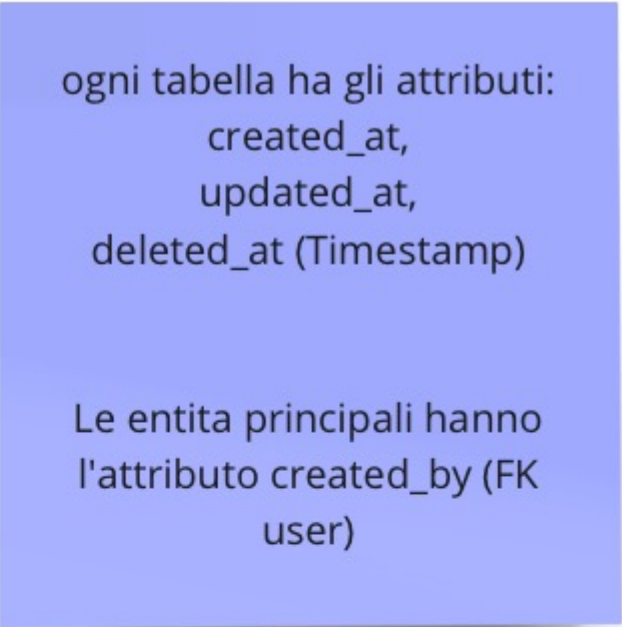 ogni tabella ha gli attributi:
created_at,
updated_at,
deleted_at (Timestamp)
Le entita principali hanno
l'attributo created_by (FK
user)